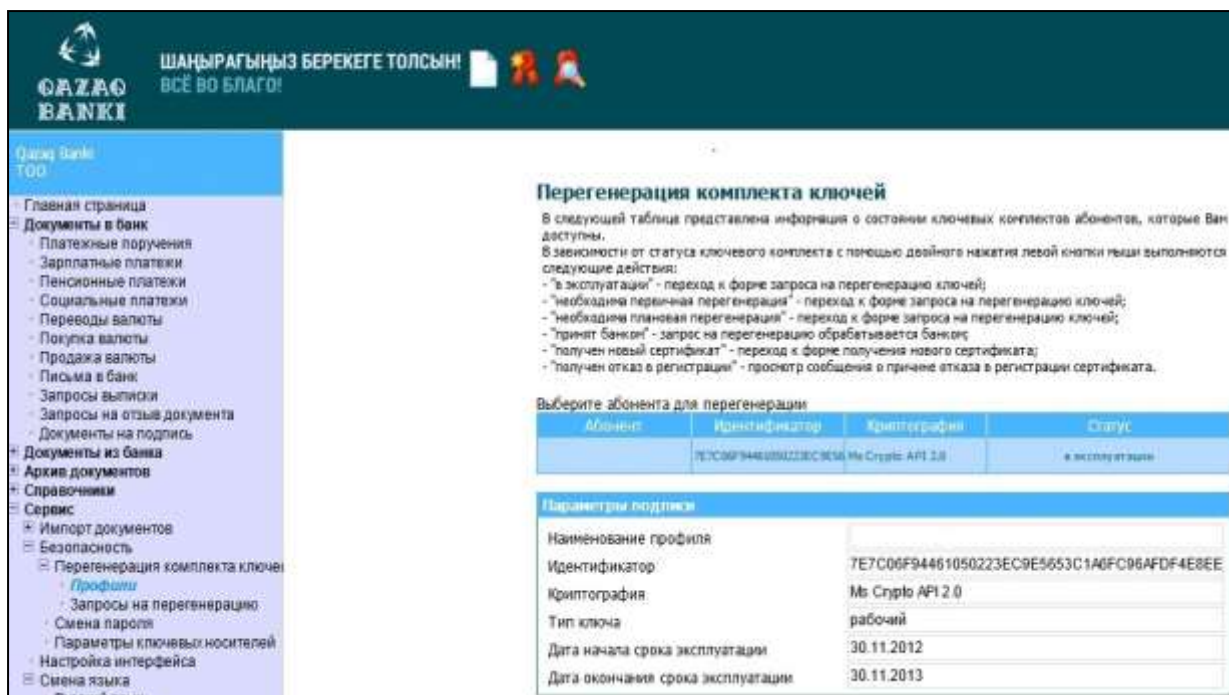 QAZAQ
BANKI
ШАҢЫРАҒЫҢЫЗ БЕРЕКЕГЕ ТОЛСЫН!
ВСЁ ВО БЛАГО!
Qazaq Banki
ТОО
Главная страница
Документы в банк
Платежные поручения
Зарплатные платежи
Пенсионные платежи
Социальные платежи
Переводы валюты
Покупка валюты
Продажа валюты
Письма в банк
Запросы выписки
Запросы на отзыв документа
Документы на подпись
Документы из банка
Архив документов
Справочники
Сервис
Импорт документов
Безопасность
Перегенерация комплекта ключей
Профили
Запросы на перегенерацию
Смена пароля
Параметры ключевых носителей
Настройка интерфейса
Смена языка
Перегенерация комплекта ключей
В следующей таблице представлена информация о состоянии ключевых комплектов абонентов, которые Вам
доступны.
В зависимости от статуса ключевого комплекта с помощью двойного нажатия левой кнопки мыши выполняются
следующие действия:
- "в эксплуатации" - переход к форме запроса на перегенерацию ключей;
- "необходима первичная перегенерация" - переход к форме запроса на перегенерацию ключей;
- "необходима плановая перегенерация" - переход к форме запроса на перегенерацию ключей;
- "принят банком" - запрос на перегенерацию обрабатывается банком;
- "получен новый сертификат" - переход к форме получения нового сертификата;
- "получен отказ в регистрации" - просмотр сообщения о причине отказа в регистрации сертификата.
Выберите абонента для перегенерации
Абонент Идентификатор Криптография Статус
Ms Crypto API 2.0 в эксплуатации
Параметры подписи
Наименование профиля
Идентификатор 7E7C06F94461050223EC9E5653C1A6FC96AFDF4E8EE
Криптография Ms Crypto API 2.0
Тип ключа рабочий
Дата начала срока эксплуатации 30.11.2012
Дата окончания срока эксплуатации 30.11.2013